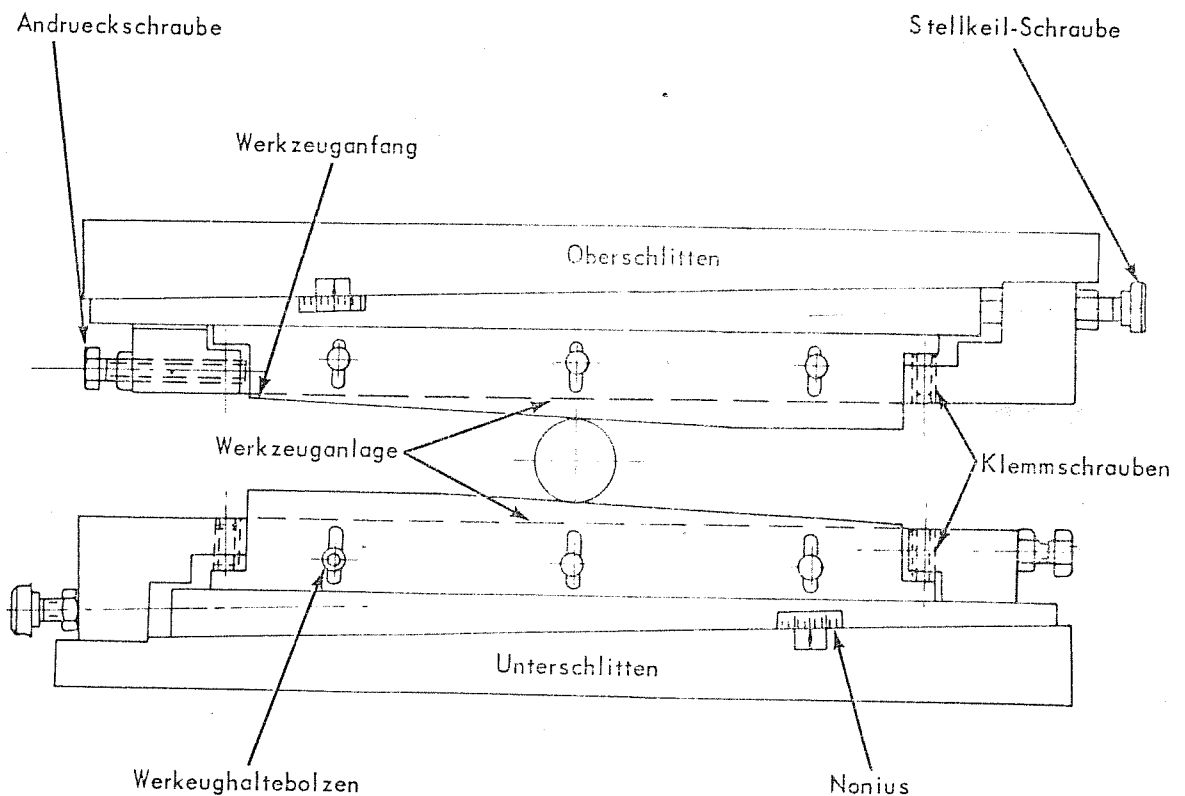 Andrueckschraube
Stellkeil-Schraube
Werkzeuganfang
Oberschlitten
Werkzeuganlage
Klemmschrauben
Unterschlitten
Werkeughaltebolzen
Nonius